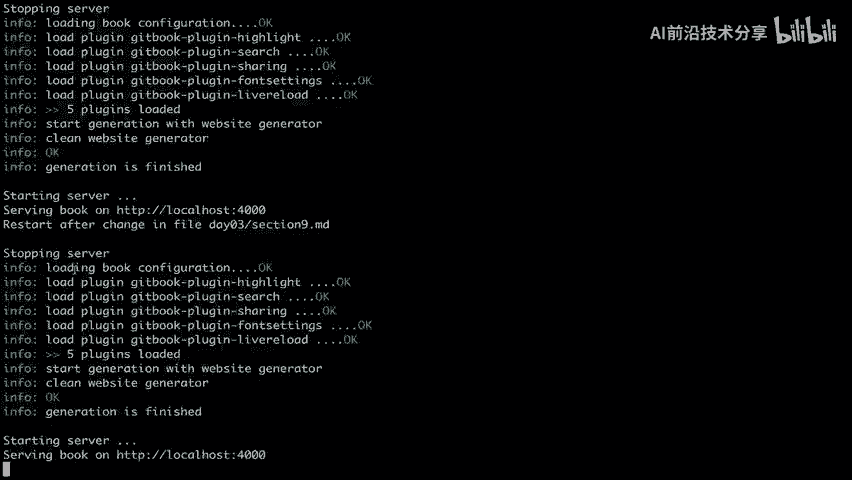 Stopping server
info: loading book configuration....OK
info: load plugin gitbook-plugin-highlight ....OK
info: load plugin gitbook-plugin-search ....OK
info: load plugin gitbook-plugin-sharing ....OK
info: load plugin gitbook-plugin-fontsettings ....OK
info: load plugin gitbook-plugin-livereload ....OK
info: >> 5 plugins loaded
info: start generation with website generator
info: clean website generator
info: OK
info: generation is finished
Starting server ...
Serving book on http://localhost:4000
Restart after change in file day03/section9.md
Stopping server
info: loading book configuration....OK
info: load plugin gitbook-plugin-highlight ....OK
info: load plugin gitbook-plugin-search ....OK
info: load plugin gitbook-plugin-sharing ....OK
info: load plugin gitbook-plugin-fontsettings ....OK
info: load plugin gitbook-plugin-livereload ....OK
info: >> 5 plugins loaded
info: start generation with website generator
info: clean website generator
info: OK
info: generation is finished
Starting server ...
Serving book on http://localhost:4000
AI前沿技术分享 bilibili